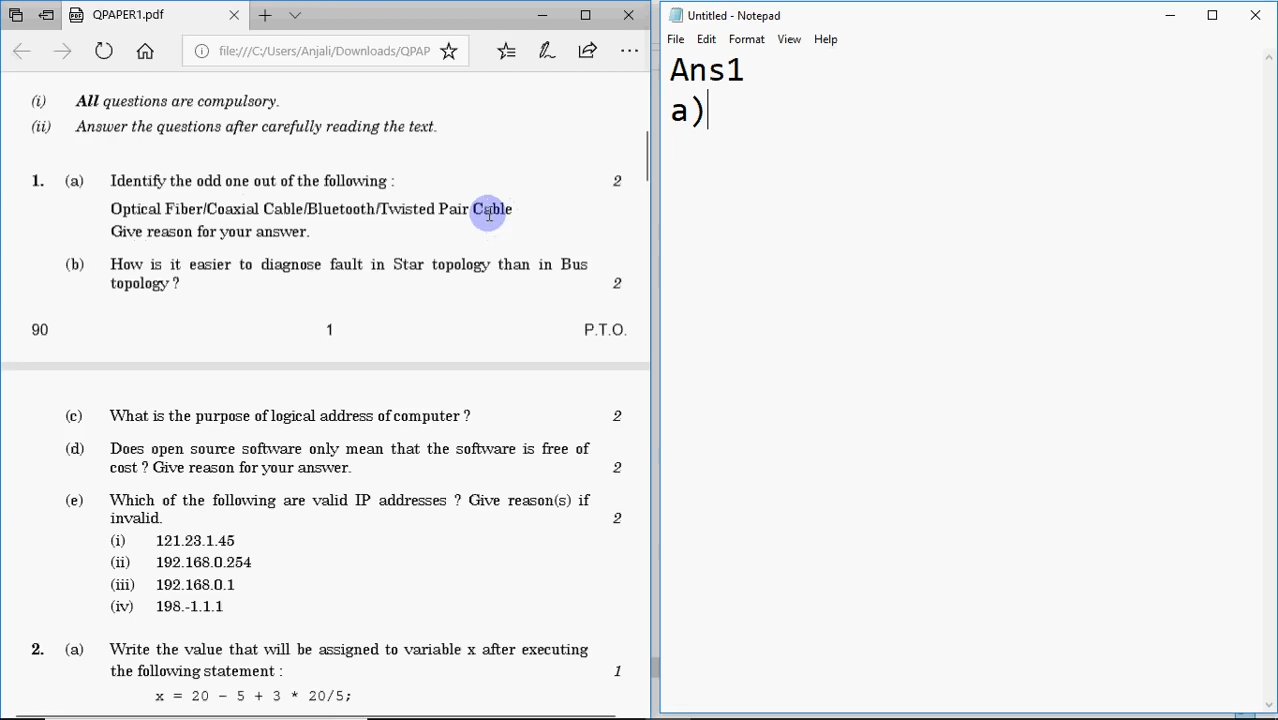 QPAPER1.pdf
file:///C:/Users/Anjali/Downloads/QPAP
(i) All questions are compulsory.
(ii) Answer the questions after carefully reading the text.
1. (a) Identify the odd one out of the following : 2
Optical Fiber/Coaxial Cable/Bluetooth/Twisted Pair Cable
Give reason for your answer.
(b) How is it easier to diagnose fault in Star topology than in Bus
topology ? 2
90 1 P.T.O.
(c) What is the purpose of logical address of computer ? 2
(d) Does open source software only mean that the software is free of
cost ? Give reason for your answer. 2
(e) Which of the following are valid IP addresses ? Give reason(s) if
invalid. 2
(i) 121.23.1.45
(ii) 192.168.0.254
(iii) 192.168.0.1
(iv) 198.-1.1.1
2. (a) Write the value that will be assigned to variable x after executing
the following statement : 1
x = 20 - 5 + 3 * 20/5;
Untitled - Notepad
File Edit Format View Help
Ans1
a)